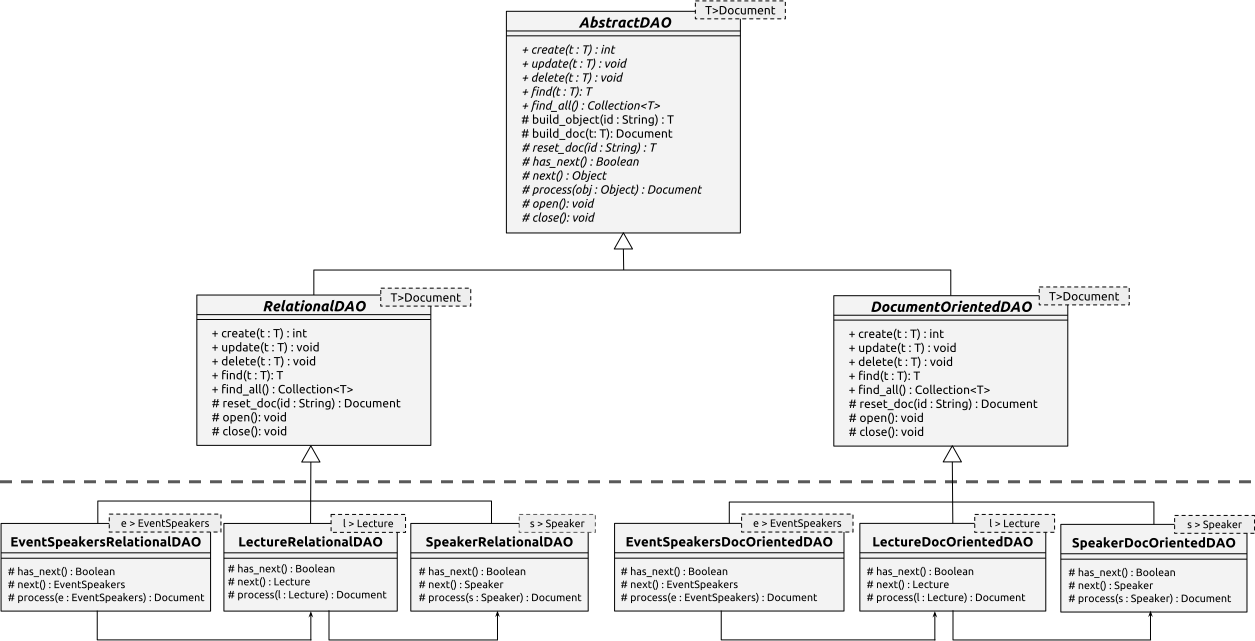 T>Document
AbstractDAO
+ create(t : T) : int
+ update(t : T) : void
+ delete(t : T) : void
+ find(t : T): T
+ find_all() : Collection<T>
# build_object(id : String) : T
# build_doc(t: T): Document
# reset_doc(id : String) : T
# has_next() : Boolean
# next() : Object
# process(obj : Object) : Document
# open(): void
# close(): void
T>Document
RelationalDAO
+ create(t : T) : int
+ update(t : T) : void
+ delete(t : T) : void
+ find(t : T): T
+ find_all() : Collection<T>
# reset_doc(id : String) : Document
# open(): void
# close(): void
T>Document
DocumentOrientedDAO
+ create(t : T) : int
+ update(t : T) : void
+ delete(t : T) : void
+ find(t : T): T
+ find_all() : Collection<T>
# reset_doc(id : String) : Document
# open(): void
# close(): void
e > EventSpeakers
EventSpeakersRelationalDAO
# has_next() : Boolean
# next() : EventSpeakers
# process(e : EventSpeakers) : Document
l > Lecture
LectureRelationalDAO
# has_next() : Boolean
# next() : Lecture
# process(l : Lecture) : Document
s > Speaker
SpeakerRelationalDAO
# has_next() : Boolean
# next() : Speaker
# process(s : Speaker) : Document
e > EventSpeakers
EventSpeakersDocOrientedDAO
# has_next() : Boolean
# next() : EventSpeakers
# process(e : EventSpeakers) : Document
l > Lecture
LectureDocOrientedDAO
# has_next() : Boolean
# next() : Lecture
# process(l : Lecture) : Document
s > Speaker
SpeakerDocOrientedDAO
# has_next() : Boolean
# next() : Speaker
# process(s : Speaker) : Document